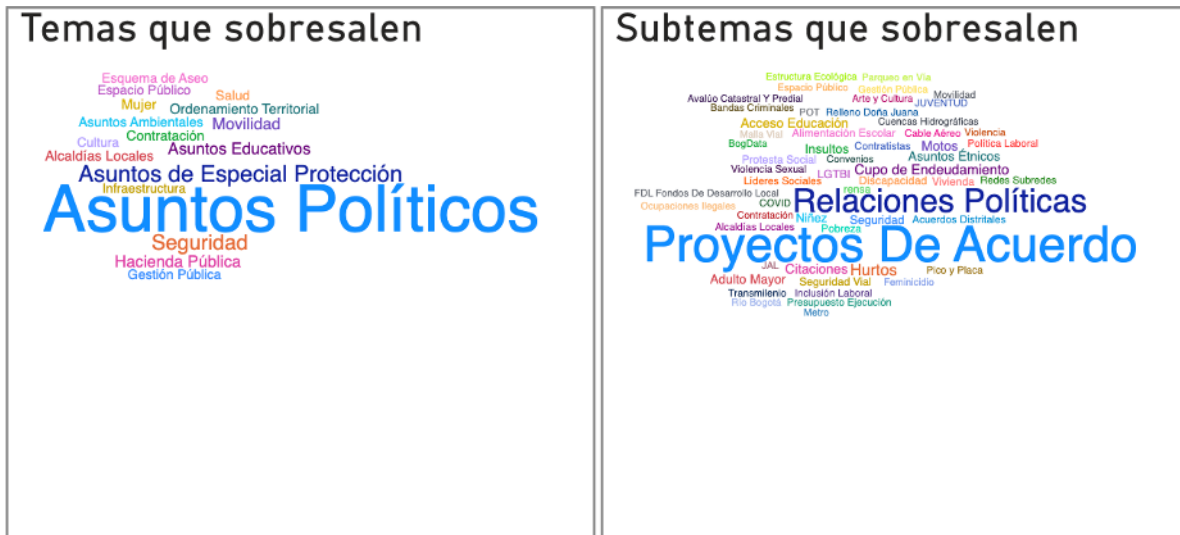 Temas que sobresalen
Esquema de Aseo
Espacio Público
Salud
Mujer
Ordenamiento Territorial
Asuntos Ambientales
Movilidad
Contratación
Cultura
Asuntos Educativos
Alcaldías Locales
Asuntos de Especial Protección
Infraestructura
Asuntos Políticos
Seguridad
Hacienda Pública
Gestión Pública
Subtemas que sobresalen
Estructura Ecológica
Parqueo en Vía
Espacio Público
Gestión Pública
Avalúo Catastral Y Predial
Arte y Cultura
Movilidad
JUVENTUD
Bandas Criminales
POT
Relleno Doña Juana
Acceso Educación
Cuencas Hidrográficas
Malla Vial
Alimentación Escolar
Cable Aéreo
Violencia
BogData
Insultos
Contratistas
Motos
Política Laboral
Protesta Social
Convenios
Asuntos Étnicos
Violencia Sexual
LGTBI
Cupo de Endeudamiento
Lideres Sociales
Discapacidad
Vivienda
Redes Subredes
FDL Fondos De Desarrollo Local
rensa
Ocupaciones Ilegales
COVID
Relaciones Políticas
Contratación
Niñez
Seguridad
Acuerdos Distritales
Alcaldías Locales
Pobreza
Proyectos De Acuerdo
JAL
Citaciones
Hurtos
Pico y Placa
Adulto Mayor
Seguridad Vial
Feminicidio
Transmilenio
Inclusión Laboral
Río Bogotá
Presupuesto Ejecución
Metro